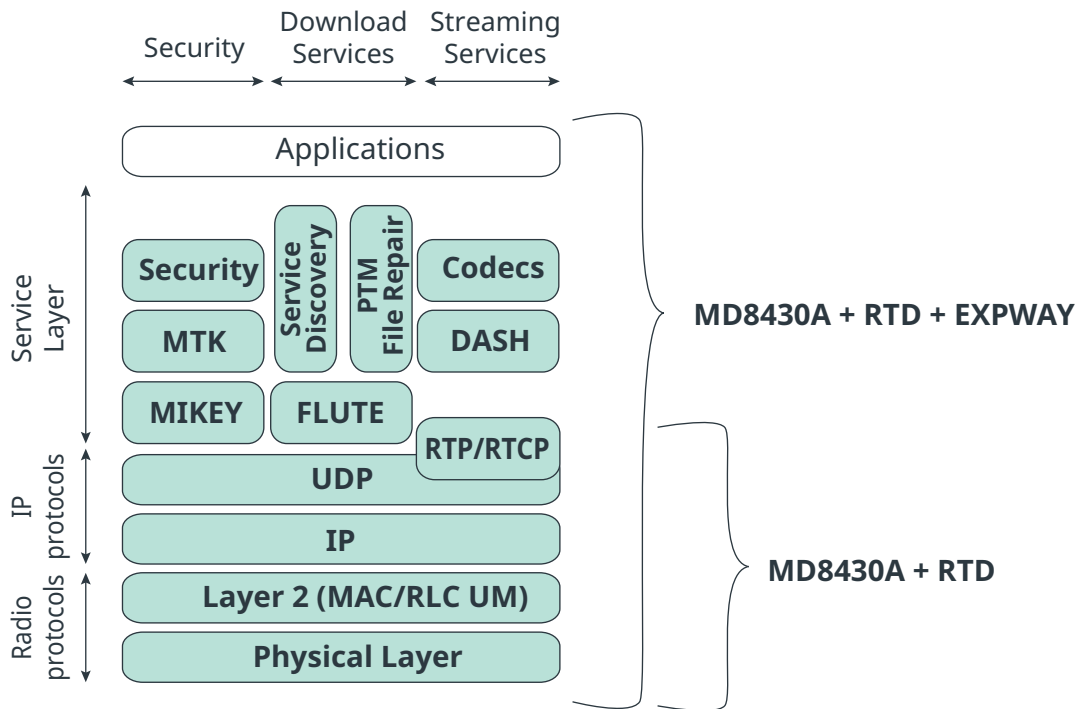 Security
Download
Services
Streaming
Services
Applications
Service
Layer
Security
Service
Discovery
PTM
File Repair
Codecs
MTK
DASH
MIKEY
FLUTE
RTP/RTCP
MD8430A + RTD + EXPWAY
IP
protocols
UDP
IP
MD8430A + RTD
Radio
protocols
Layer 2 (MAC/RLC UM)
Physical Layer